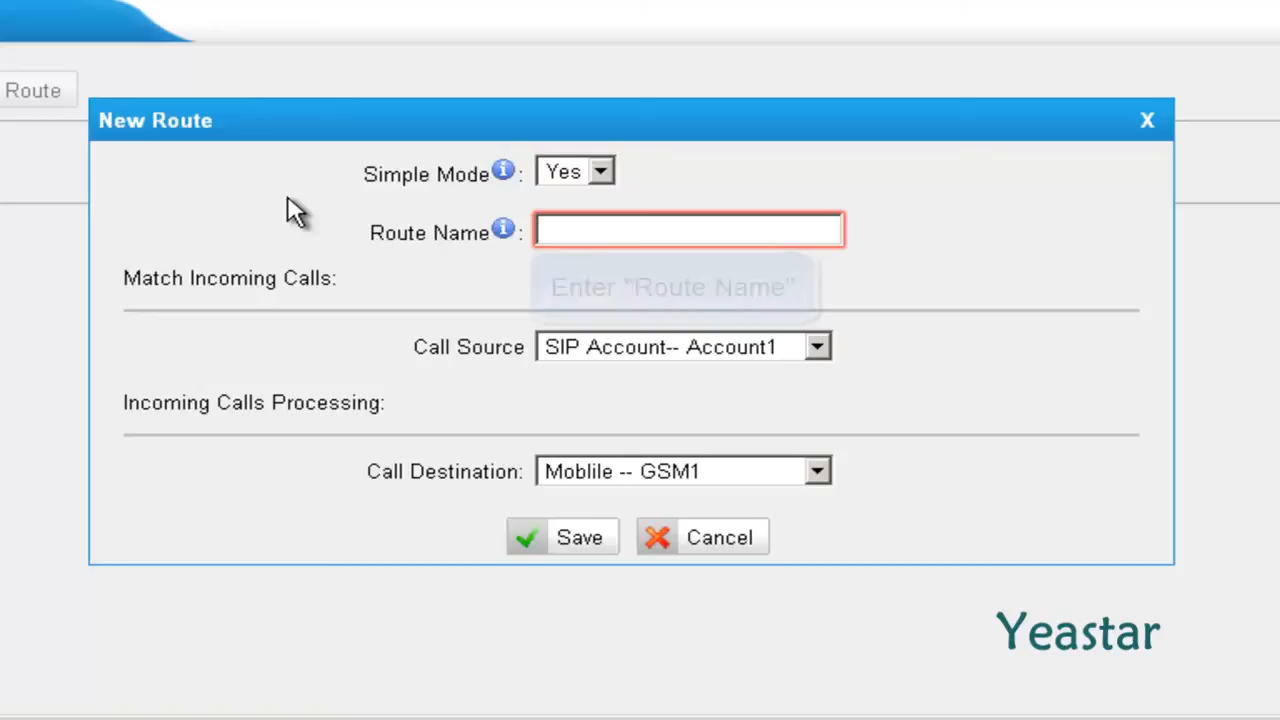 Route
New Route X
Simple Mode : Yes
Route Name :
Enter "Route Name"
Match Incoming Calls:
Call Source SIP Account-- Account1
Incoming Calls Processing:
Call Destination: Moblile -- GSM1
Save Cancel
Yeastar